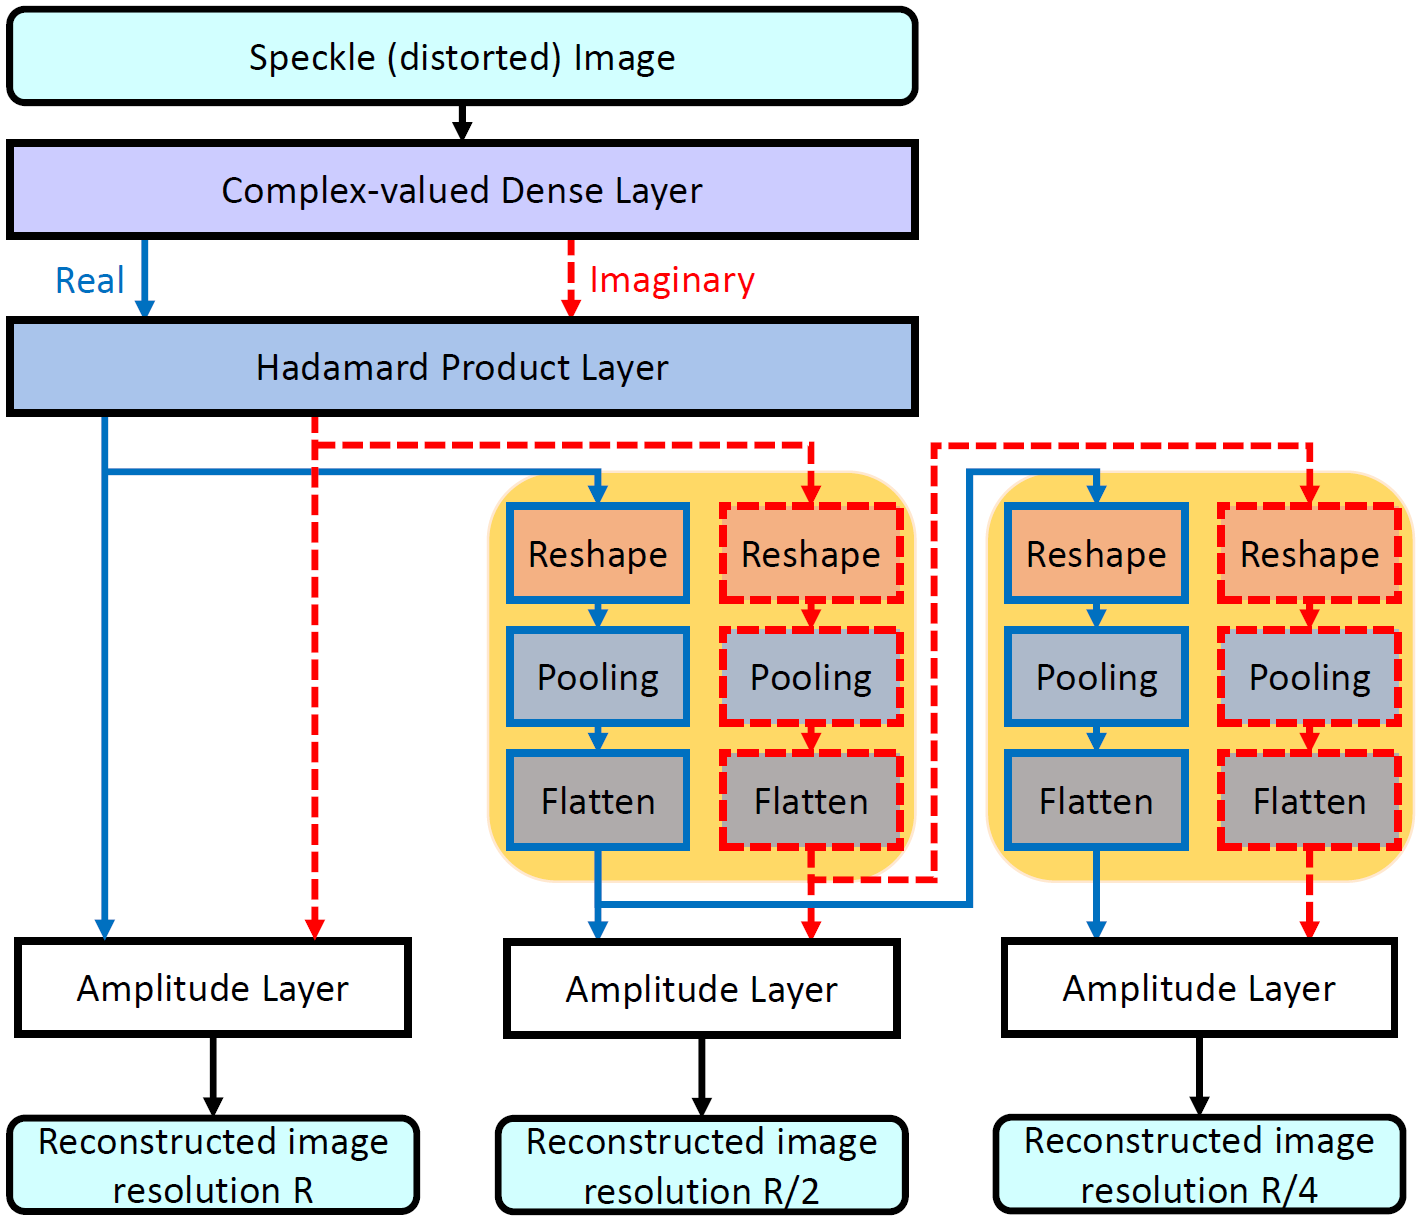 Speckle (distorted) Image
Complex-valued Dense Layer
Real
Imaginary
Hadamard Product Layer
Reshape
Reshape
Reshape
Reshape
Pooling
Pooling
Pooling
Pooling
Flatten
Flatten
Flatten
Flatten
Amplitude Layer
Amplitude Layer
Amplitude Layer
Reconstructed image
resolution R
Reconstructed image
resolution R/2
Reconstructed image
resolution R/4